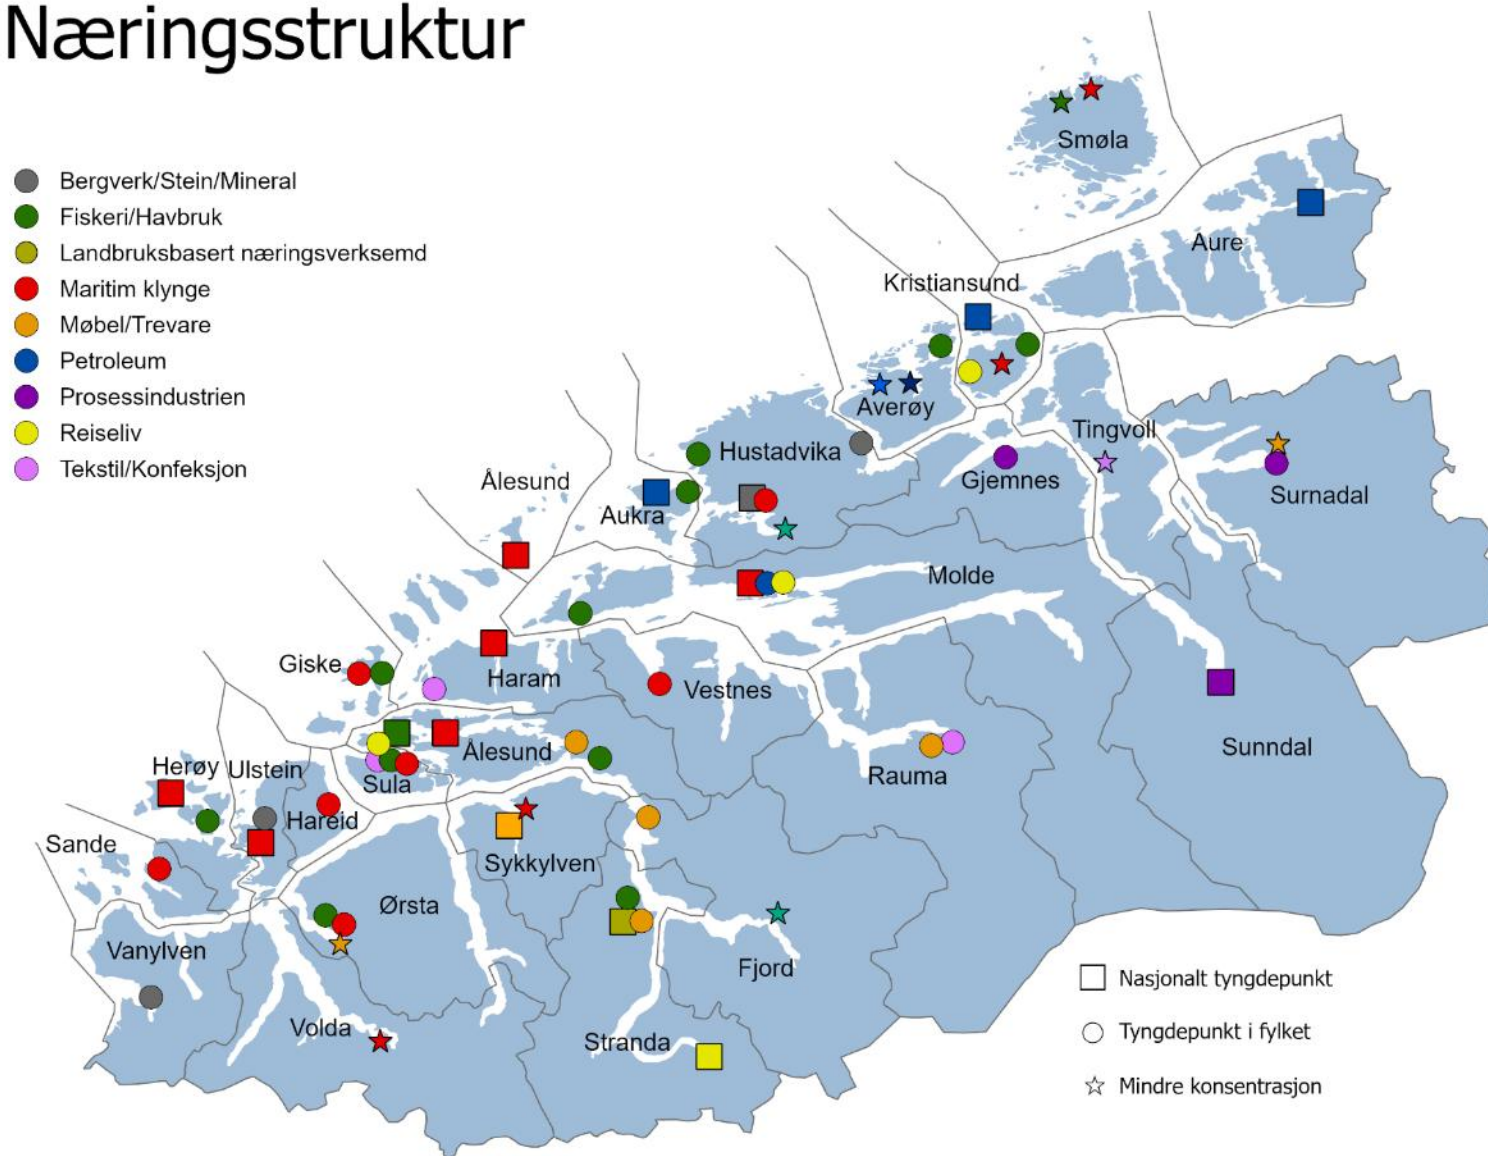 Næringsstruktur
Bergverk/Stein/Mineral
Fiskeri/Havbruk
Landbruksbasert næringsverksemd
Maritim klynge
Møbel/Trevare
Petroleum
Prosessindustrien
Reiseliv
Tekstil/Konfeksjon
Smøla
Aure
Kristiansund
Averøy
Tingvoll
Hustadvika
Gjemnes
Surnadal
Ålesund
Aukra
Molde
Giske
Haram
Vestnes
Sunndal
Ålesund
Rauma
Herøy
Ulstein
Sula
Hareid
Sande
Sykkylven
Ørsta
Vanylven
Fjord
Volda
Stranda
Nasjonalt tyngdepunkt
Tyngdepunkt i fylket
Mindre konsentrasjon